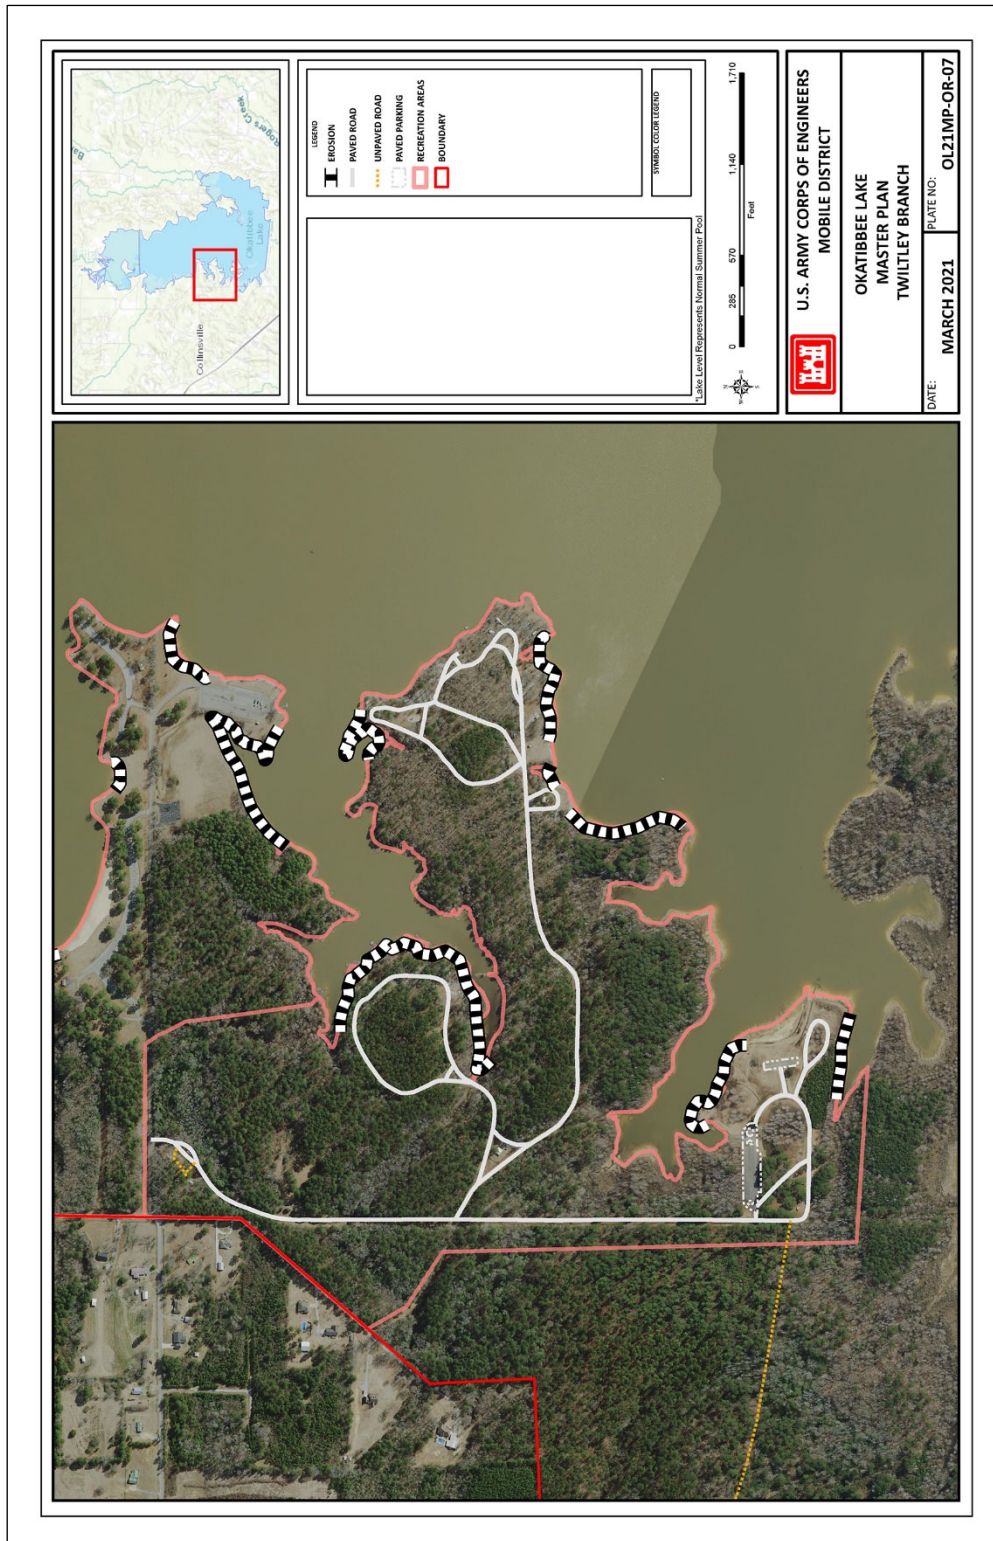 Ban
Rogers Creek
Okatibbee
Lake
Collinsville
LEGEND
EROSION
PAVED ROAD
UNPAVED ROAD
PAVED PARKING
RECREATION AREAS
BOUNDARY
SYMBOL COLOR LEGEND
*Lake Level Represents Normal Summer Pool
0 285 570 1,140 1,710
Feet
U.S. ARMY CORPS OF ENGINEERS
MOBILE DISTRICT
OKATIBBEE LAKE
MASTER PLAN
TWILTLEY BRANCH
DATE: MARCH 2021
PLATE NO: OL21MP-OR-07